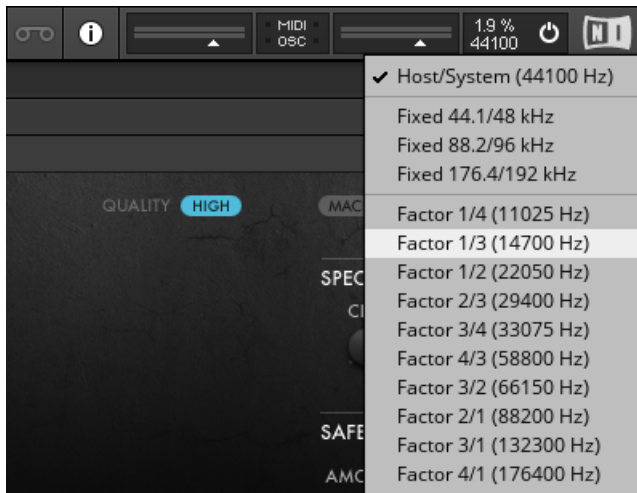 i
MIDI
OSC
1.9 %
44100
NI
✓ Host/System (44100 Hz)
Fixed 44.1/48 kHz
Fixed 88.2/96 kHz
Fixed 176.4/192 kHz
QUALITY HIGH
MAC
Factor 1/4 (11025 Hz)
Factor 1/3 (14700 Hz)
SPEC
Factor 1/2 (22050 Hz)
Factor 2/3 (29400 Hz)
Factor 3/4 (33075 Hz)
Factor 4/3 (58800 Hz)
Factor 3/2 (66150 Hz)
Factor 2/1 (88200 Hz)
SAFE
Factor 3/1 (132300 Hz)
AMO
Factor 4/1 (176400 Hz)